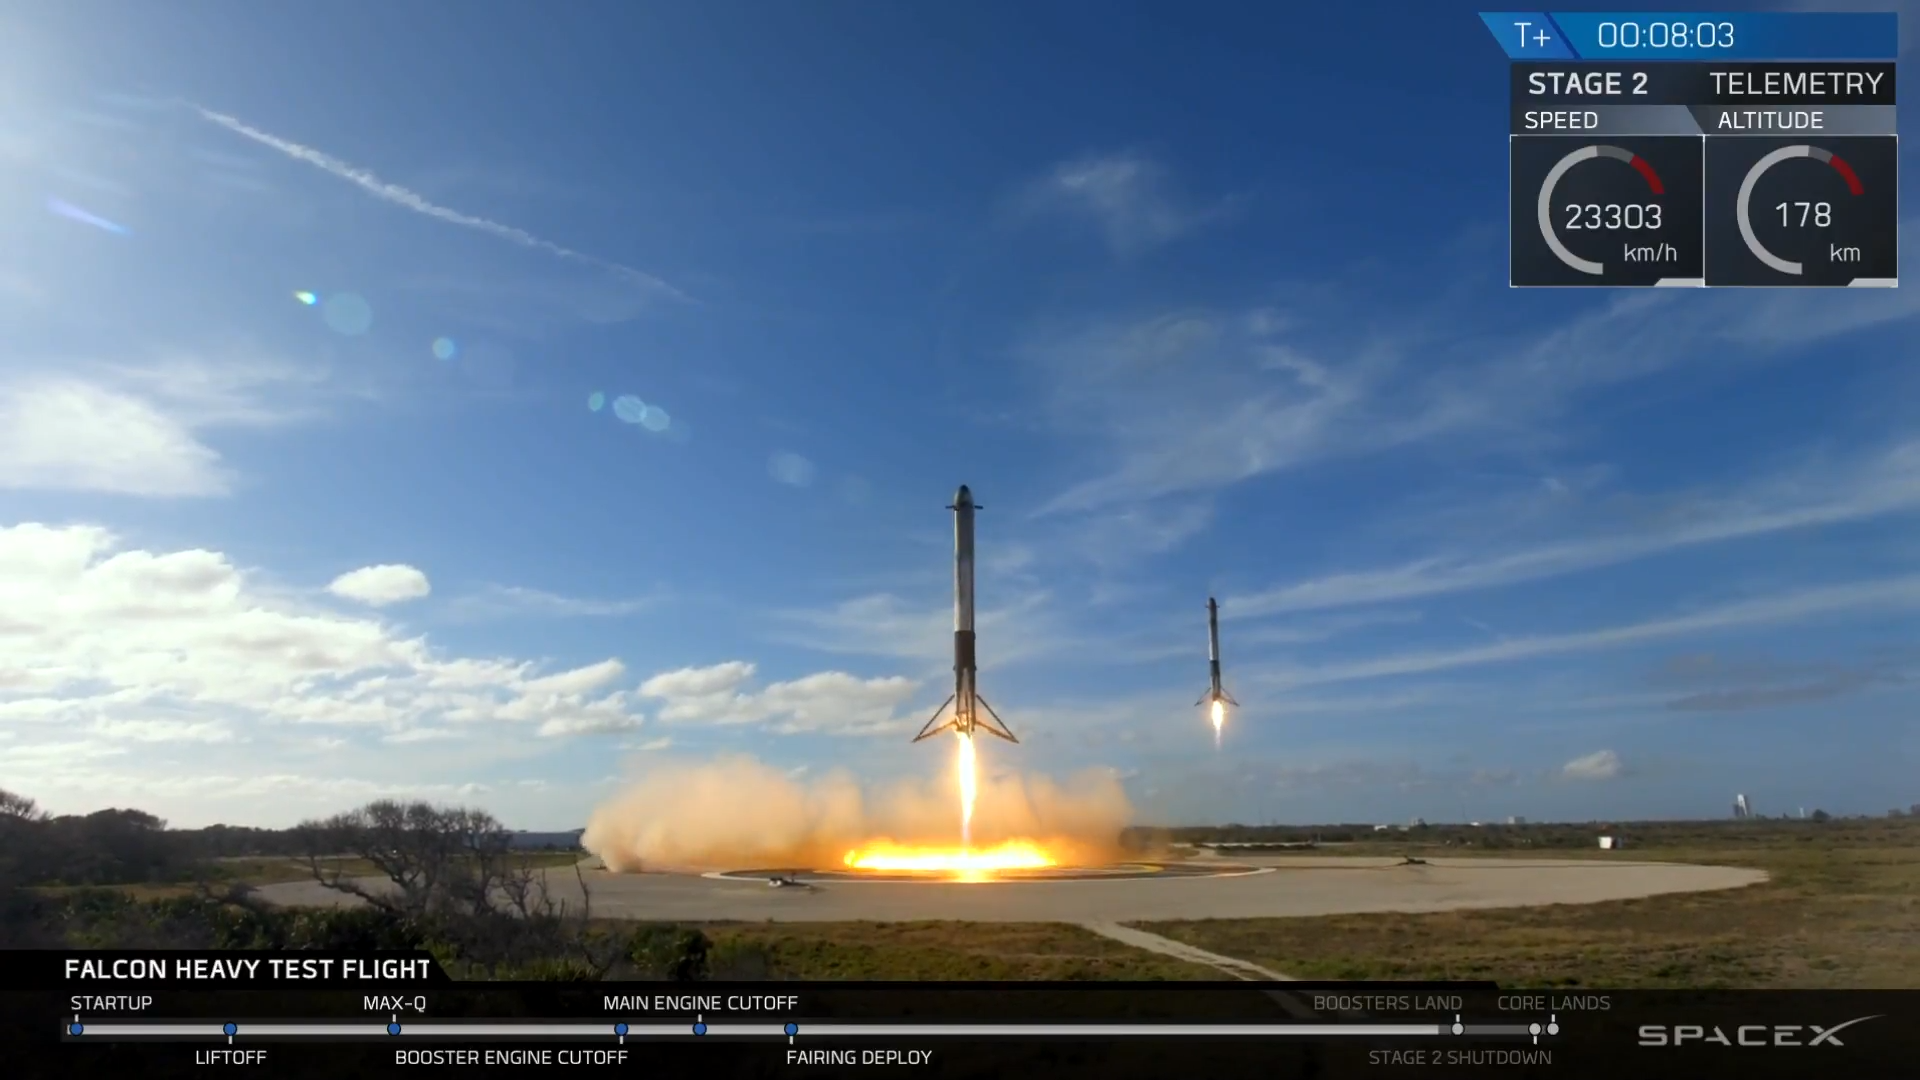 T+ 00:08:03
STAGE 2 TELEMETRY
SPEED ALTITUDE
23303 178
km/h km
FALCON HEAVY TEST FLIGHT
STARTUP MAX-Q MAIN ENGINE CUTOFF BOOSTERS LAND CORE LANDS
LIFTOFF BOOSTER ENGINE CUTOFF FAIRING DEPLOY STAGE 2 SHUTDOWN
SPACEX